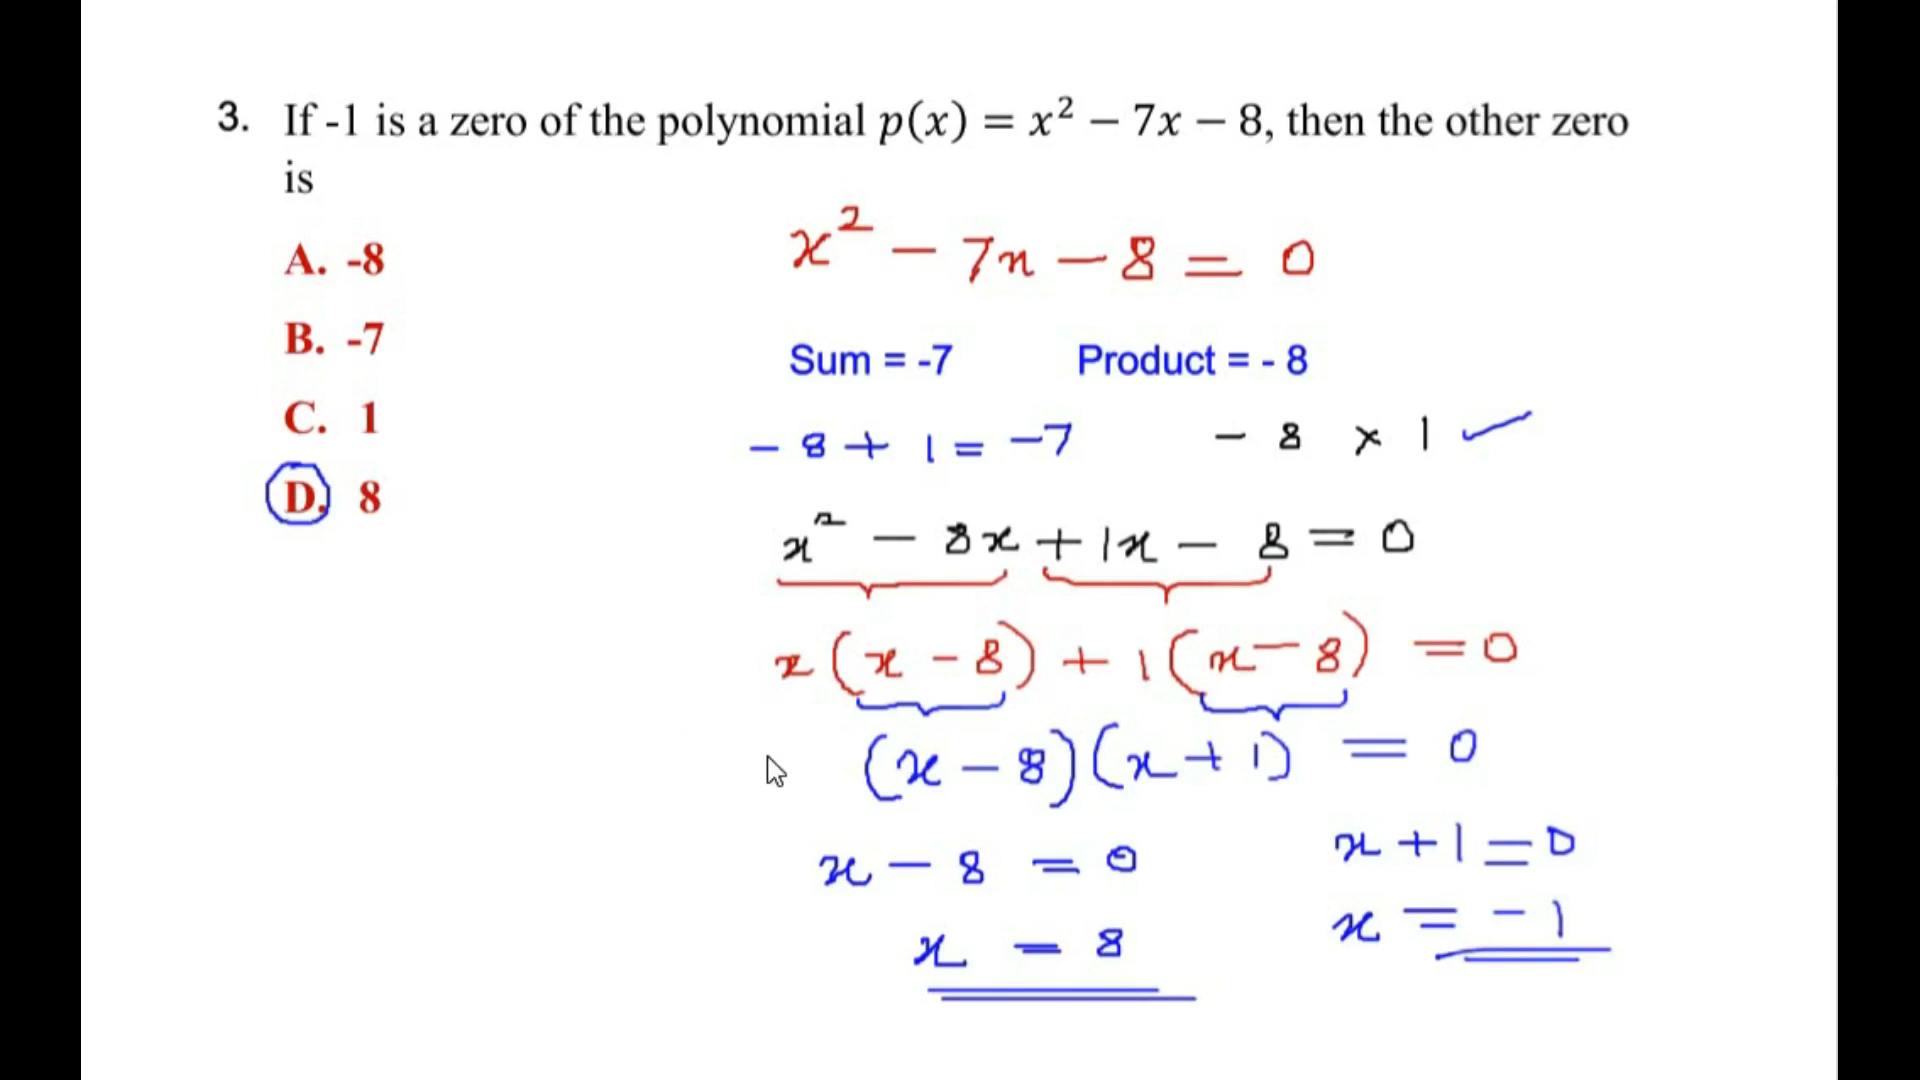 3. If -1 is a zero of the polynomial p(x) = x² − 7x − 8, then the other zero
is
A. -8
B. -7
C. 1
D. 8
x² − 7x − 8 = 0
Sum = -7 Product = - 8
− 8 + 1 = −7 − 8 × 1 ✓
x² − 8x + 1x − 8 = 0
x (x − 8) + 1 (x − 8) = 0
(x − 8) (x + 1) = 0
x − 8 = 0 x + 1 = 0
x = 8 x = − 1